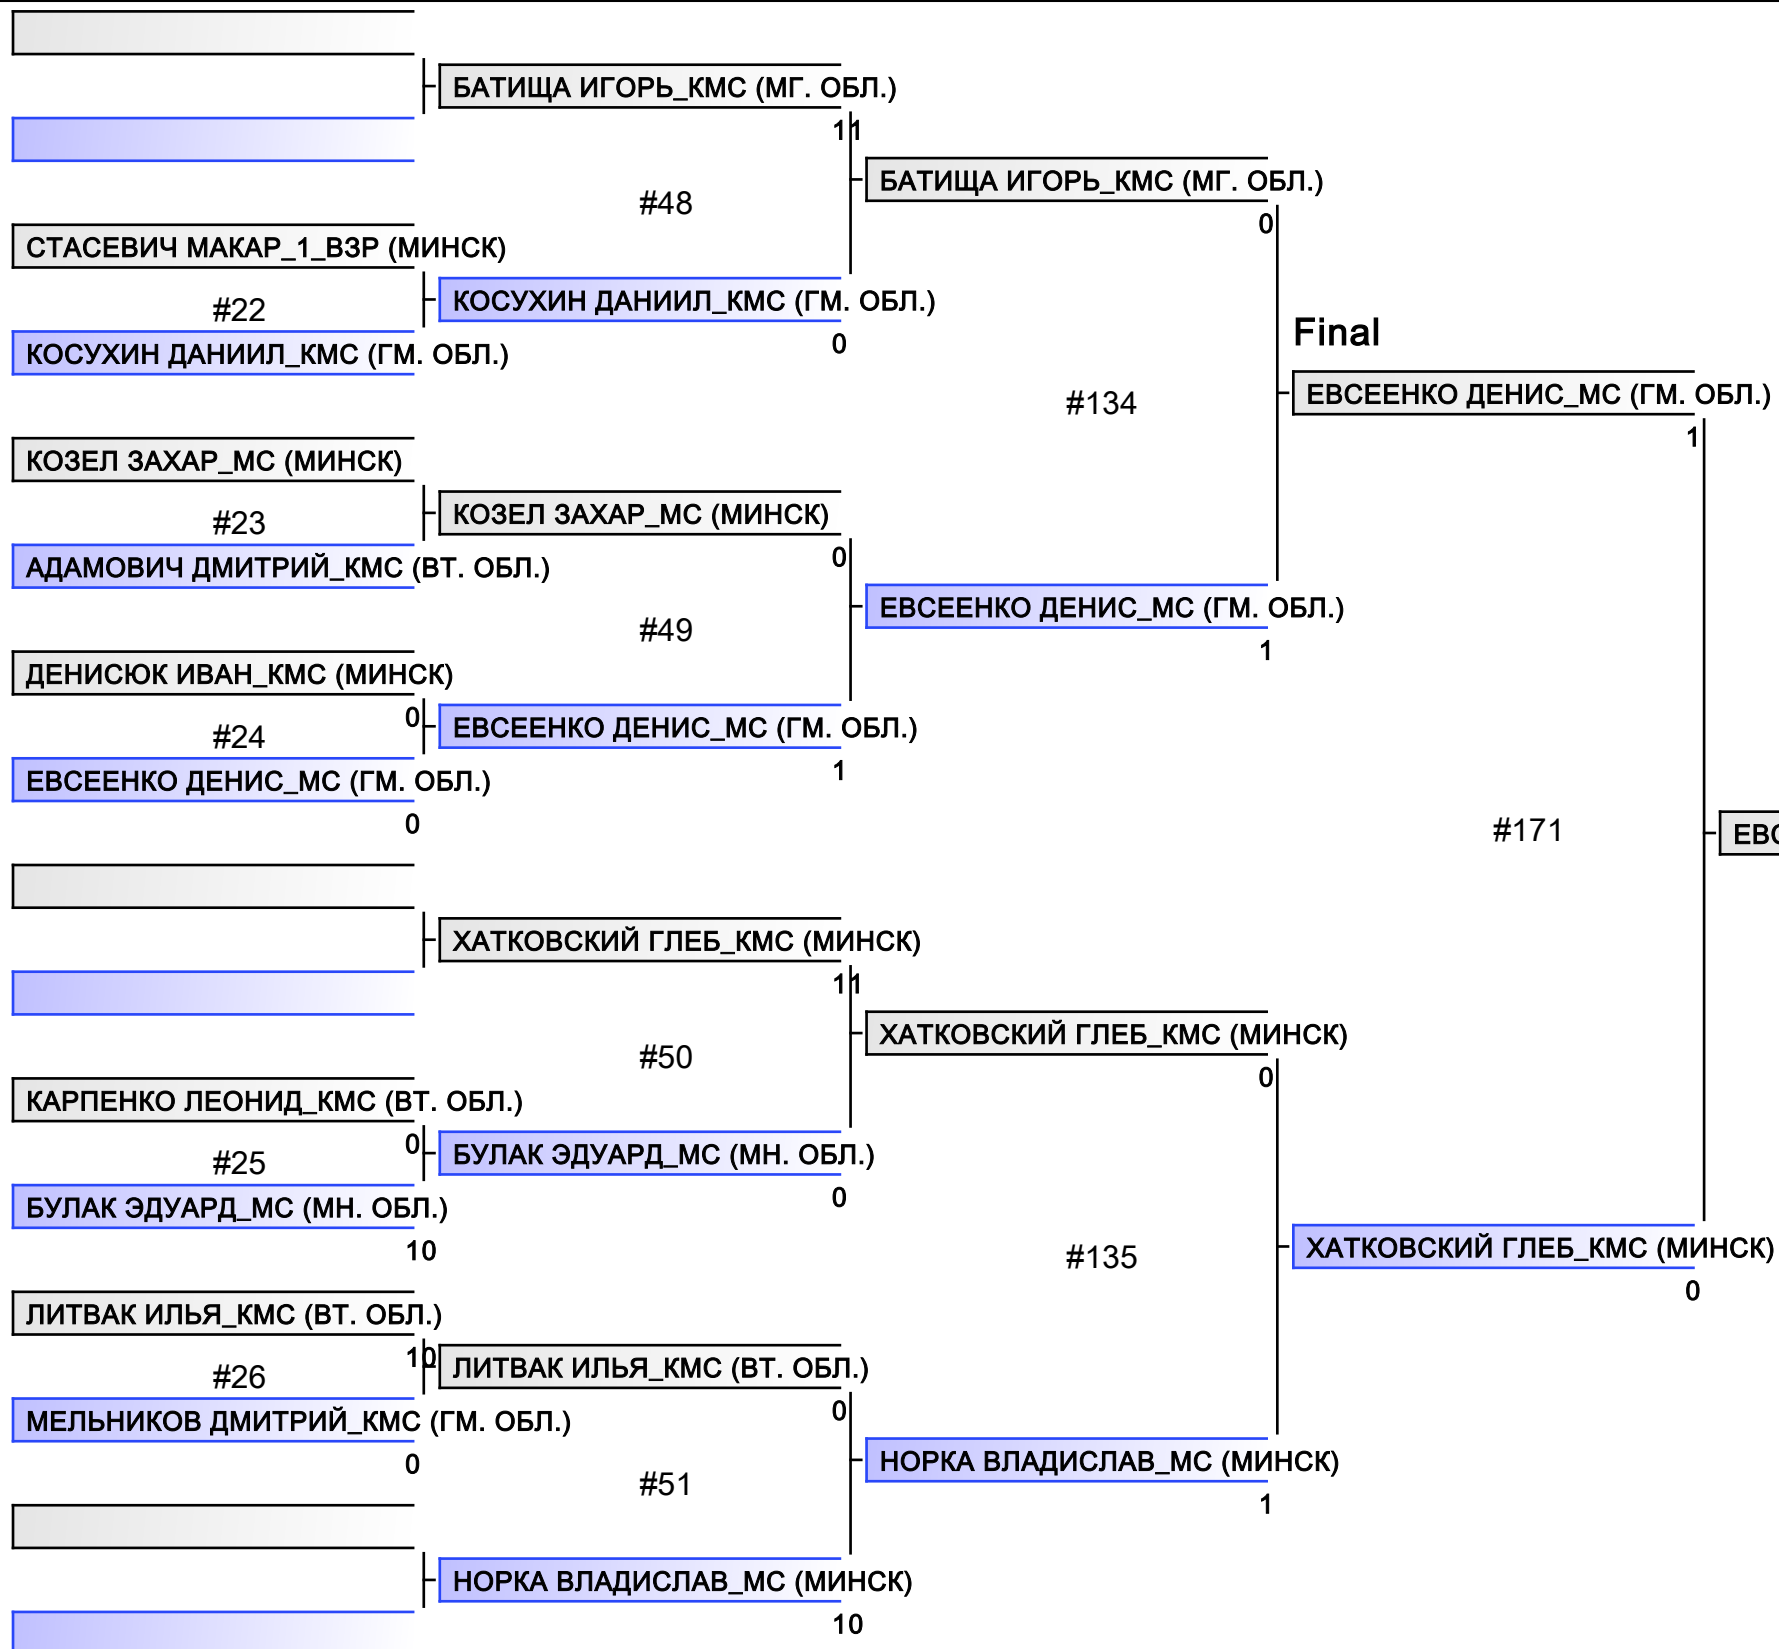 БАТИЩА ИГОРЬ_КМС (МГ. ОБЛ.)
11
БАТИЩА ИГОРЬ_КМС (МГ. ОБЛ.)
#48
0
СТАСЕВИЧ МАКАР_1_ВЗР (МИНСК)
#22
КОСУХИН ДАНИИЛ_КМС (ГМ. ОБЛ.)
Final
КОСУХИН ДАНИИЛ_КМС (ГМ. ОБЛ.)
0
ЕВСЕЕНКО ДЕНИС_МС (ГМ. ОБЛ.)
#134
1
КОЗЕЛ ЗАХАР_МС (МИНСК)
#23
КОЗЕЛ ЗАХАР_МС (МИНСК)
0
АДАМОВИЧ ДМИТРИЙ_КМС (ВТ. ОБЛ.)
ЕВСЕЕНКО ДЕНИС_МС (ГМ. ОБЛ.)
#49
1
ДЕНИСЮК ИВАН_КМС (МИНСК)
0
#24
ЕВСЕЕНКО ДЕНИС_МС (ГМ. ОБЛ.)
1
ЕВСЕЕНКО ДЕНИС_МС (ГМ. ОБЛ.)
0
#171
ХАТКОВСКИЙ ГЛЕБ_КМС (МИНСК)
11
ХАТКОВСКИЙ ГЛЕБ_КМС (МИНСК)
#50
0
КАРПЕНКО ЛЕОНИД_КМС (ВТ. ОБЛ.)
0
#25
БУЛАК ЭДУАРД_МС (МН. ОБЛ.)
0
БУЛАК ЭДУАРД_МС (МН. ОБЛ.)
10
#135
ХАТКОВСКИЙ ГЛЕБ_КМС (МИНСК)
0
ЛИТВАК ИЛЬЯ_КМС (ВТ. ОБЛ.)
10
#26
ЛИТВАК ИЛЬЯ_КМС (ВТ. ОБЛ.)
0
МЕЛЬНИКОВ ДМИТРИЙ_КМС (ГМ. ОБЛ.)
0
НОРКА ВЛАДИСЛАВ_МС (МИНСК)
#51
1
НОРКА ВЛАДИСЛАВ_МС (МИНСК)
10